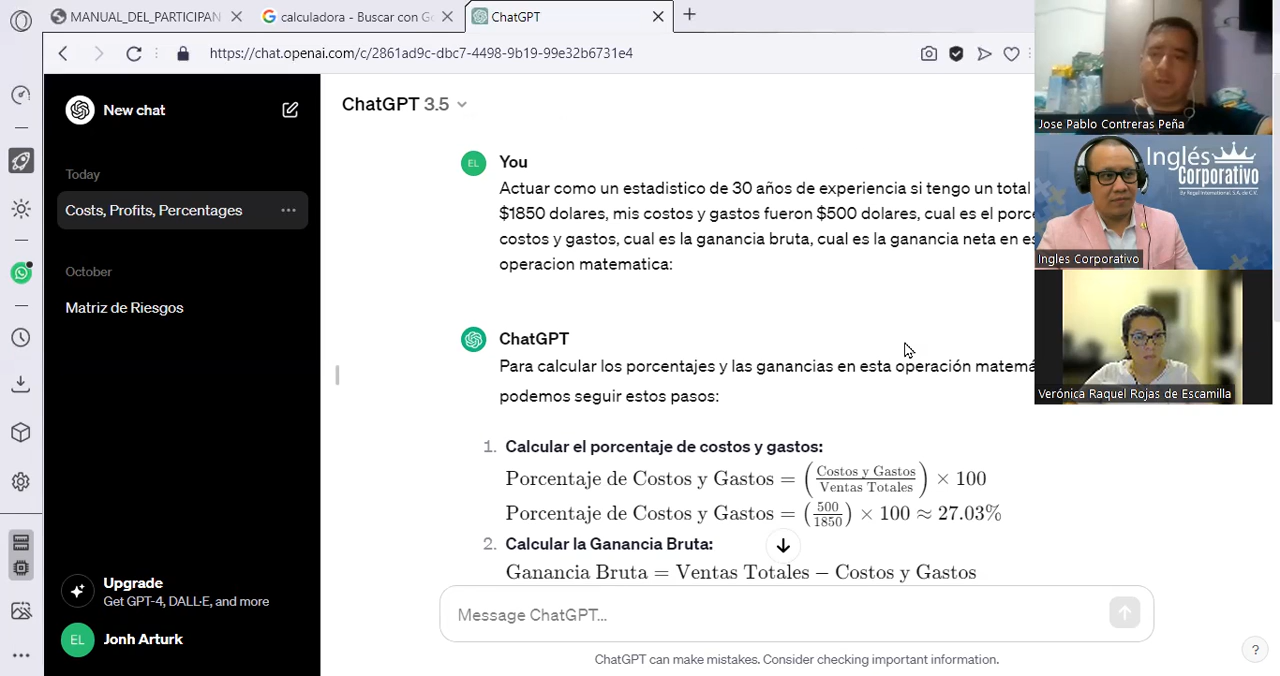 MANUAL_DEL_PARTICIPAN
calculadora - Buscar con Go
ChatGPT
https://chat.openai.com/c/2861ad9c-dbc7-4498-9b19-99e32b6731e4
New chat
Today
Costs, Profits, Percentages
October
Matriz de Riesgos
Upgrade
Get GPT-4, DALL·E, and more
EL
Jonh Arturk
ChatGPT 3.5
EL
You
Actuar como un estadistico de 30 años de experiencia si tengo un total
$1850 dolares, mis costos y gastos fueron $500 dolares, cual es el porce
costos y gastos, cual es la ganancia bruta, cual es la ganancia neta en es
operacion matematica:
ChatGPT
Para calcular los porcentajes y las ganancias en esta operación matemá
podemos seguir estos pasos:
1. Calcular el porcentaje de costos y gastos:
Porcentaje de Costos y Gastos = (Costos y Gastos / Ventas Totales) × 100
Porcentaje de Costos y Gastos = (500 / 1850) × 100 ≈ 27.03%
2. Calcular la Ganancia Bruta:
Ganancia Bruta = Ventas Totales − Costos y Gastos
Message ChatGPT...
ChatGPT can make mistakes. Consider checking important information.
?
Jose Pablo Contreras Peña
Inglés
Corporativo
By Regal International, S.A. de C.V.
Ingles Corporativo
Verónica Raquel Rojas de Escamilla